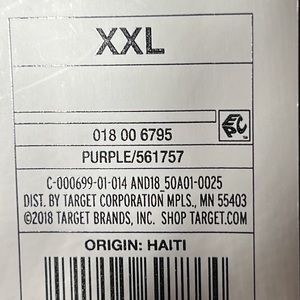 XXL
018 00 6795
EPC
PURPLE/561757
C-000699-01-014 AND18_50A01-0025
DIST. BY TARGET CORPORATION MPLS., MN 55403
©2018 TARGET BRANDS, INC. SHOP TARGET.COM
ORIGIN: HAITI